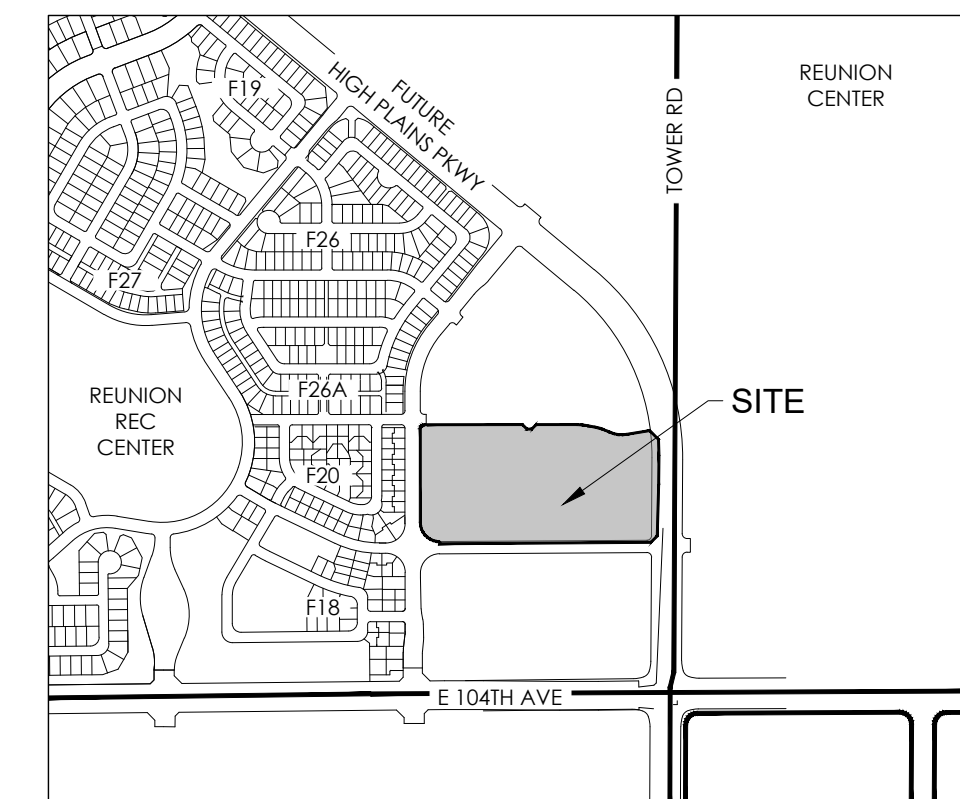 F19
FUTURE
HIGH PLAINS PKWY
REUNION
CENTER
TOWER RD
F26
F27
F26A
REUNION
REC
CENTER
SITE
F20
F18
E 104TH AVE